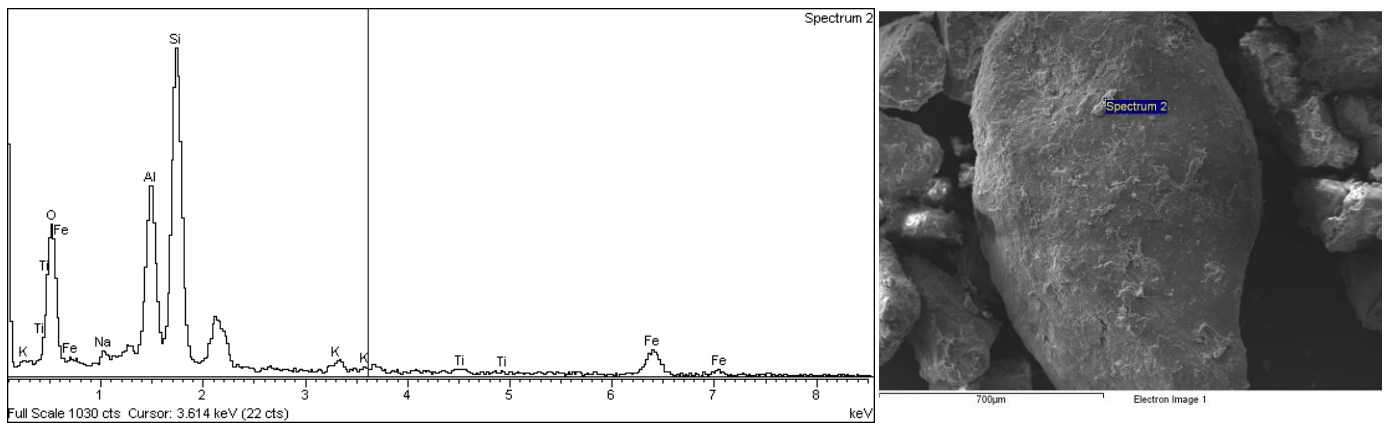 Spectrum 2
Si
Al
O
Fe
Ti
Ti
K
Fe
Na
K
K
Ti
Ti
Fe
Fe
1
2
3
4
5
6
7
8
Full Scale 1030 cts Cursor: 3.614 keV (22 cts)
keV
Spectrum 2
700µm
Electron Image 1